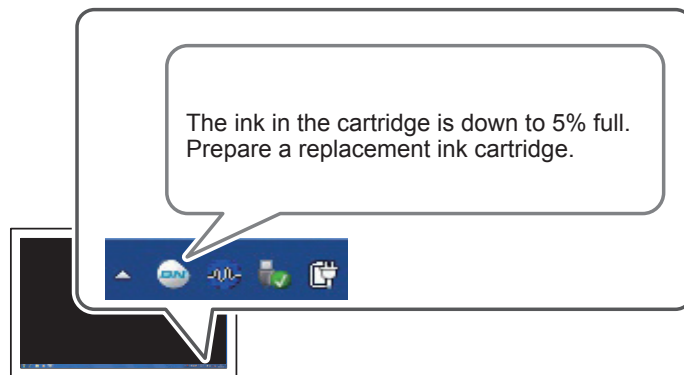 The ink in the cartridge is down to 5% full.
Prepare a replacement ink cartridge.